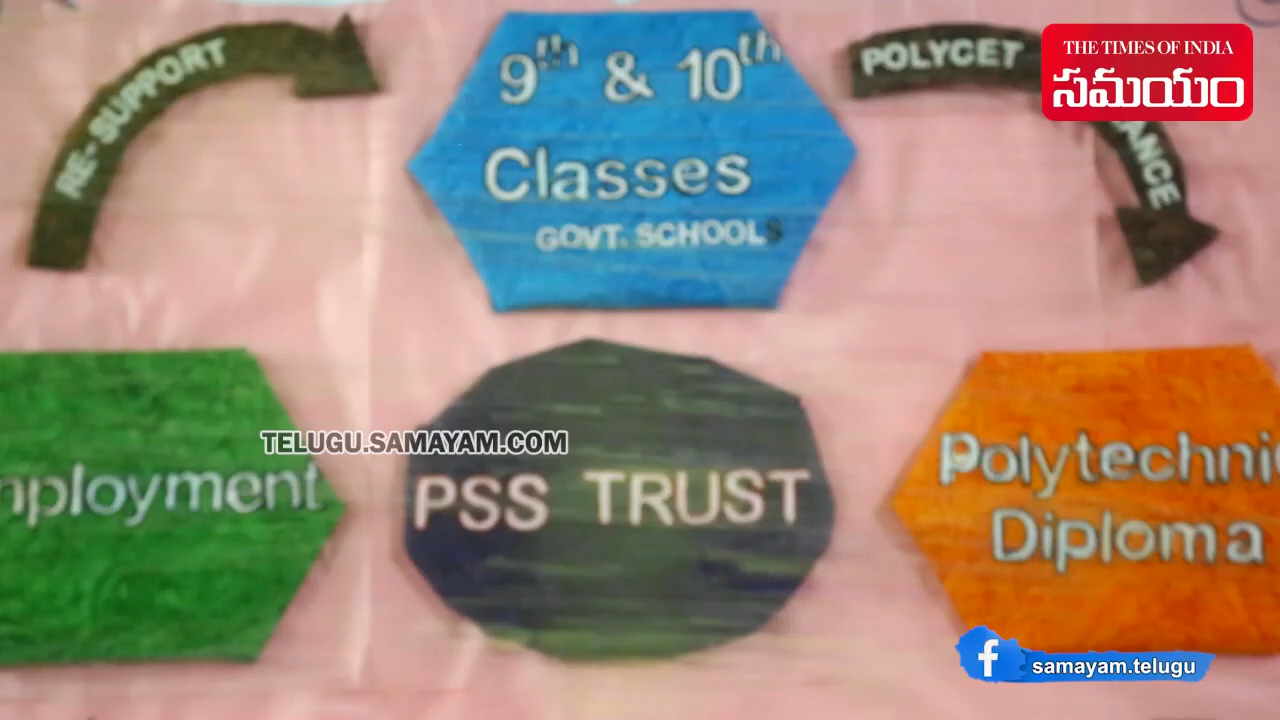 RE-SUPPORT
9th & 10th
Classes
GOVT. SCHOOLS
POLYCET
THE TIMES OF INDIA
సమయం
TELUGU.SAMAYAM.COM
PSS TRUST
Polytechni
Diploma
samayam.telugu